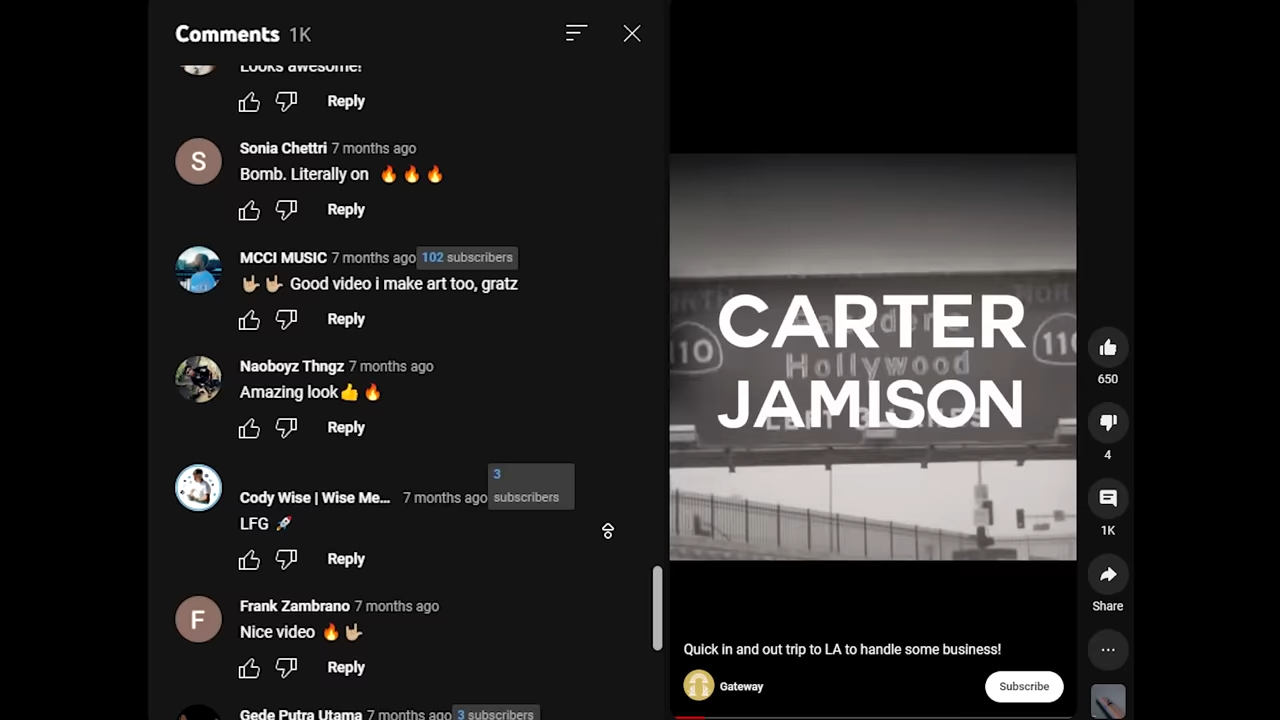 Comments 1K
Looks awesome!
Reply
Sonia Chettri 7 months ago
Bomb. Literally on 🔥🔥🔥
Reply
MCCI MUSIC 7 months ago 102 subscribers
🤟🏼🤟🏼 Good video i make art too, gratz
Reply
Naoboyz Thngz 7 months ago
Amazing look👍🔥
Reply
Cody Wise | Wise Me... 7 months ago 3 subscribers
LFG 🚀
Reply
Frank Zambrano 7 months ago
Nice video 🔥🤟🏼
Reply
Gede Putra Utama 7 months ago 3 subscribers
CARTER
JAMISON
110
Hollywood
110
Quick in and out trip to LA to handle some business!
Gateway
Subscribe
650
4
1K
Share